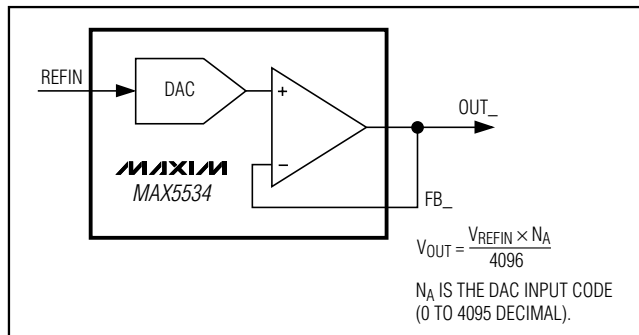 REFIN
DAC
+
OUT_
−
MAXIM
MAX5534
FB_
V_OUT = V_REFIN × N_A / 4096
N_A IS THE DAC INPUT CODE
(0 TO 4095 DECIMAL).